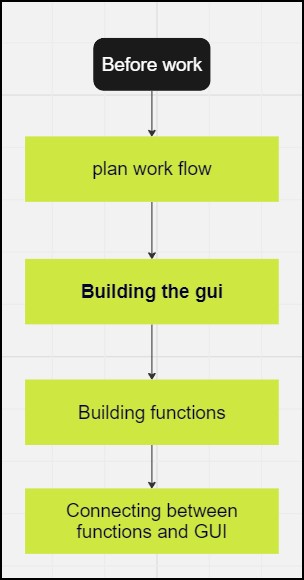 Before work
plan work flow
Building the gui
Building functions
Connecting between
functions and GUI